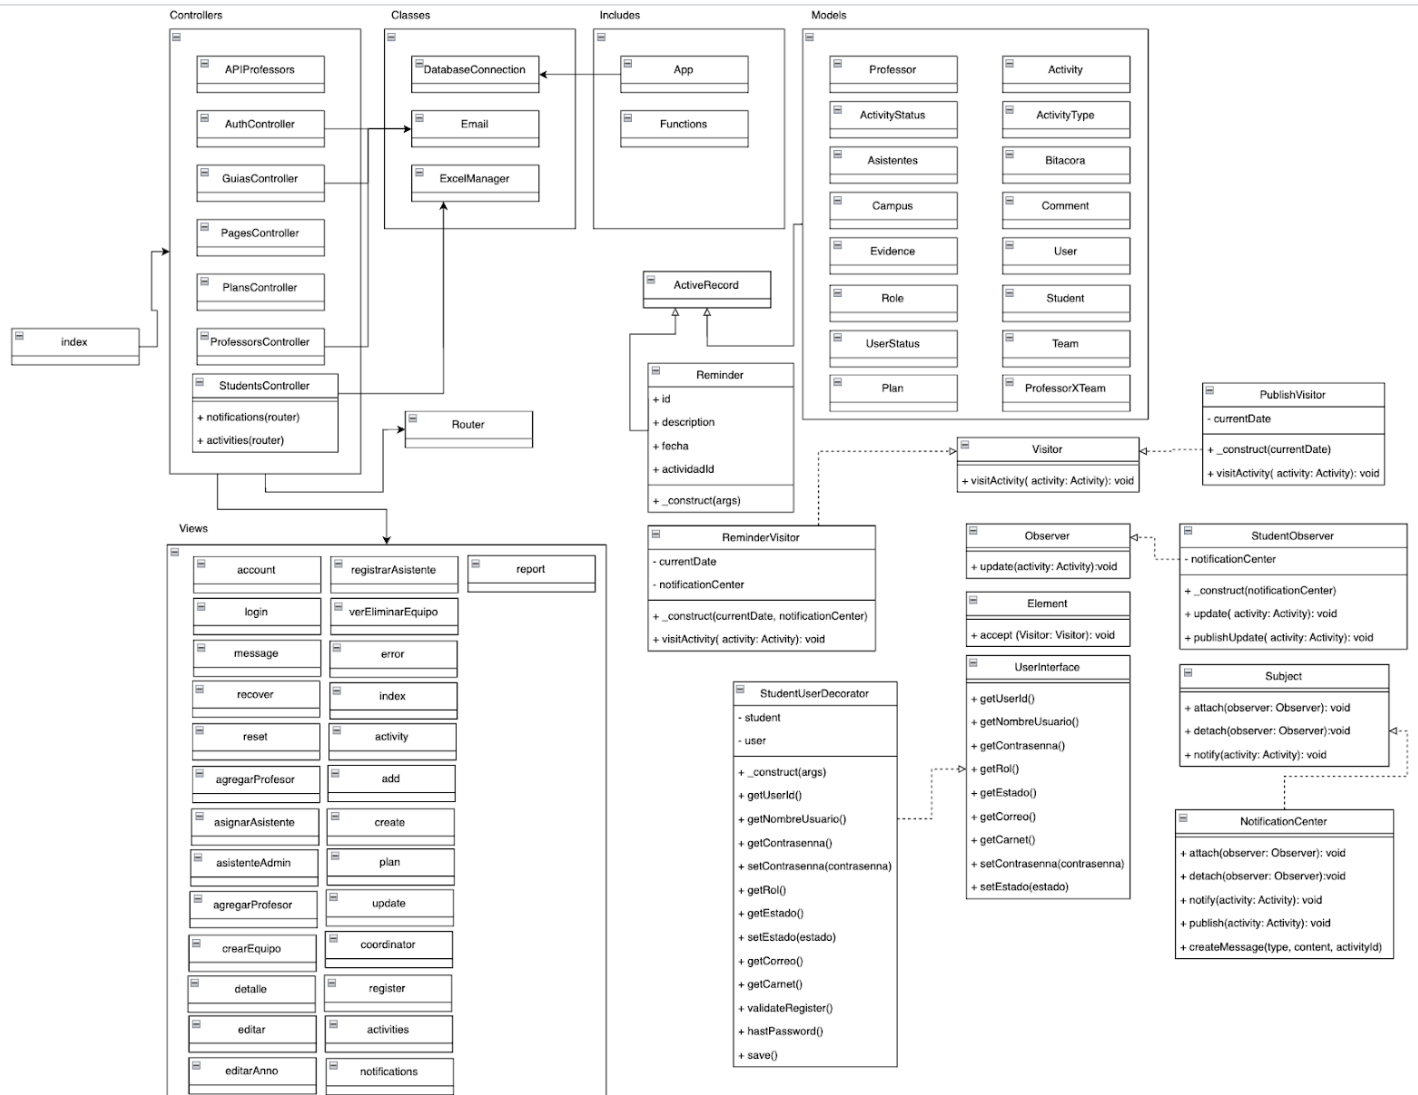 Controllers
APIProfessors
AuthController
GuiasController
PagesController
PlansController
ProfessorsController
StudentsController
+ notifications(router)
+ activities(router)
index
Classes
DatabaseConnection
Email
ExcelManager
Includes
App
Functions
Models
Professor
Activity
ActivityStatus
ActivityType
Asistentes
Bitacora
Campus
Comment
Evidence
User
Role
Student
UserStatus
Team
Plan
ProfessorXTeam
ActiveRecord
Reminder
+ id
+ description
+ fecha
+ actividadId
+ _construct(args)
Router
Visitor
+ visitActivity( activity: Activity): void
PublishVisitor
- currentDate
+ _construct(currentDate)
+ visitActivity( activity: Activity): void
ReminderVisitor
- currentDate
- notificationCenter
+ _construct(currentDate, notificationCenter)
+ visitActivity( activity: Activity): void
Observer
+ update(activity: Activity):void
StudentObserver
- notificationCenter
+ _construct(notificationCenter)
+ update( activity: Activity): void
+ publishUpdate( activity: Activity): void
Element
+ accept (Visitor: Visitor): void
UserInterface
+ getUserId()
+ getNombreUsuario()
+ getContrasenna()
+ getRol()
+ getEstado()
+ getCorreo()
+ getCarnet()
+ setContrasenna(contrasenna)
+ setEstado(estado)
Subject
+ attach(observer: Observer): void
+ detach(observer: Observer):void
+ notify(activity: Activity): void
NotificationCenter
+ attach(observer: Observer): void
+ detach(observer: Observer):void
+ notify(activity: Activity): void
+ publish(activity: Activity): void
+ createMessage(type, content, activityId)
StudentUserDecorator
- student
- user
+ _construct(args)
+ getUserId()
+ getNombreUsuario()
+ getContrasenna()
+ setContrasenna(contrasenna)
+ getRol()
+ getEstado()
+ setEstado(estado)
+ getCorreo()
+ getCarnet()
+ validateRegister()
+ hastPassword()
+ save()
Views
account
registrarAsistente
report
login
verEliminarEquipo
message
error
recover
index
reset
activity
agregarProfesor
add
asignarAsistente
create
asistenteAdmin
plan
agregarProfesor
update
crearEquipo
coordinator
detalle
register
editar
activities
editarAnno
notifications